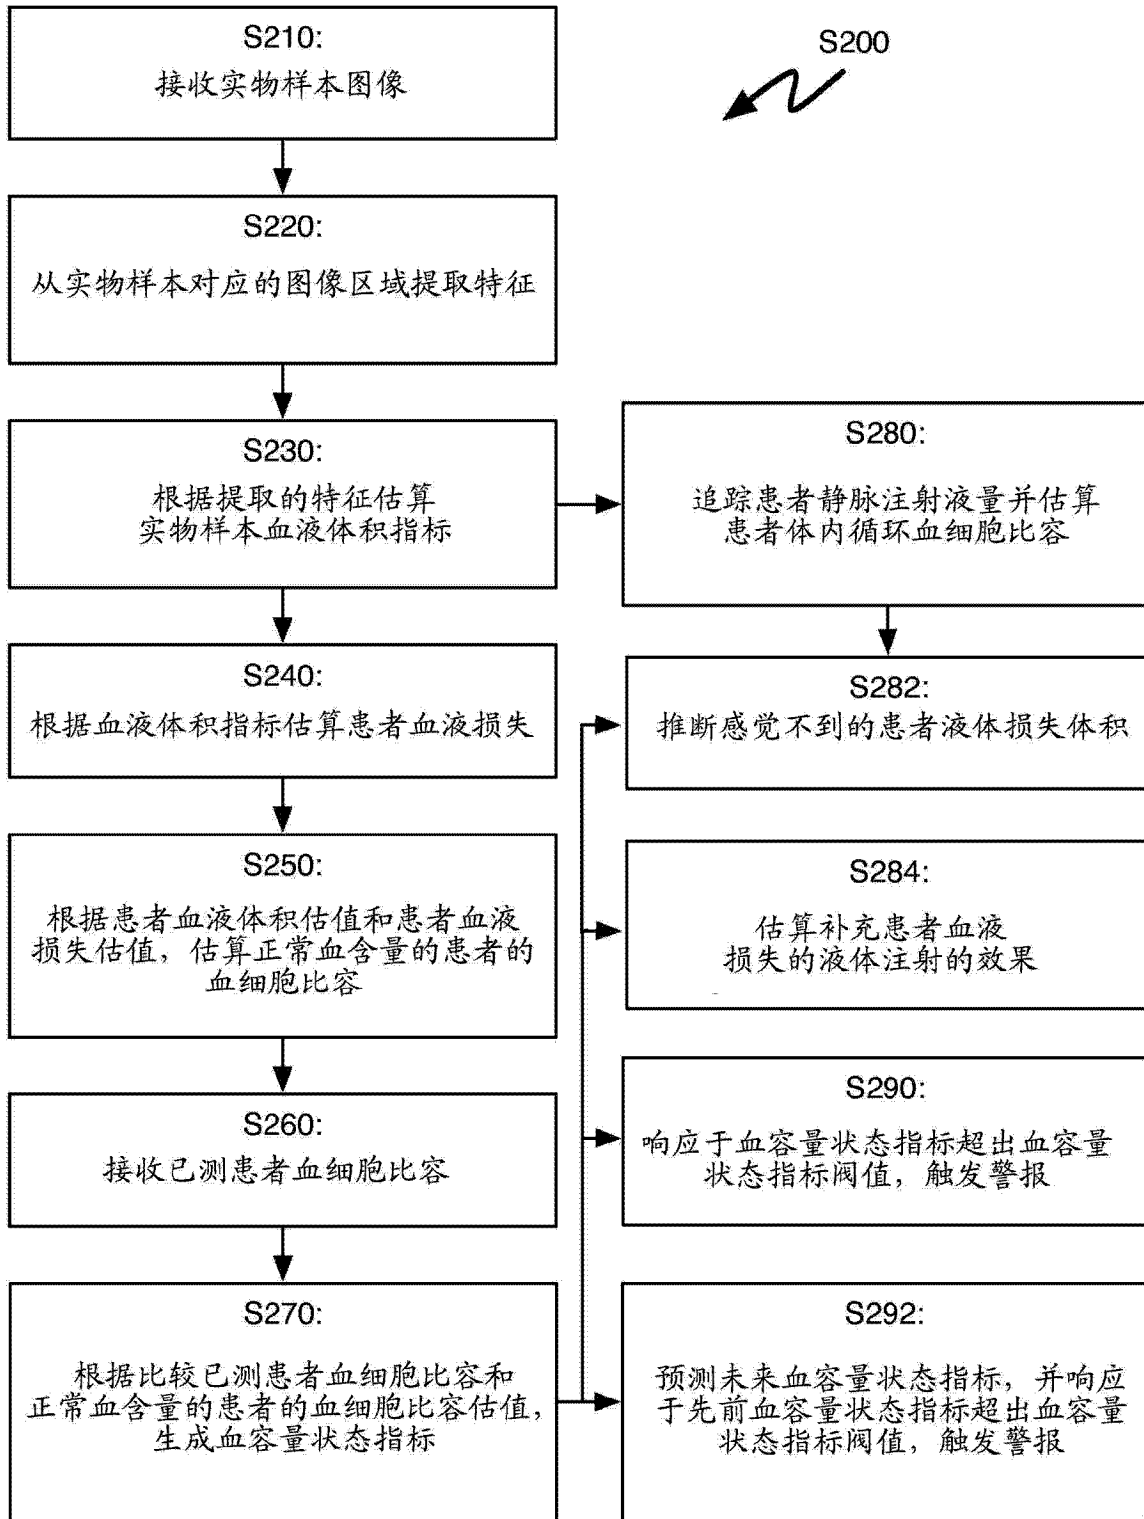 S200
S210:
接收实物样本图像
S220:
从实物样本对应的图像区域提取特征
S230:
根据提取的特征估算
实物样本血液体积指标
S240:
根据血液体积指标估算患者血液损失
S250:
根据患者血液体积估值和患者血液
损失估值，估算正常血含量的患者的
血细胞比容
S260:
接收已测患者血细胞比容
S270:
根据比较已测患者血细胞比容和
正常血含量的患者的血细胞比容估值，
生成血容量状态指标
S280:
追踪患者静脉注射液量并估算
患者体内循环血细胞比容
S282:
推断感觉不到的患者液体损失体积
S284:
估算补充患者血液
损失的液体注射的效果
S290:
响应于血容量状态指标超出血容量
状态指标阀值，触发警报
S292:
预测未来血容量状态指标，并响应
于先前血容量状态指标超出血容量
状态指标阀值，触发警报